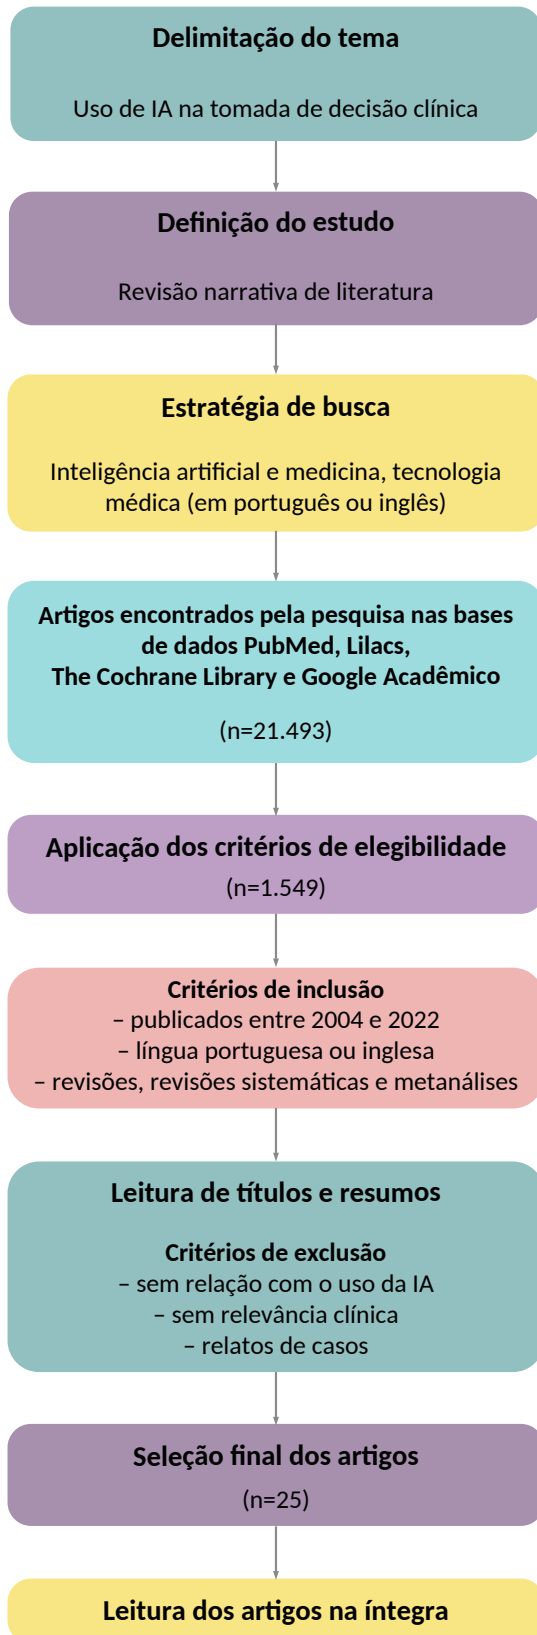 Delimitação do tema
Uso de IA na tomada de decisão clínica
Definição do estudo
Revisão narrativa de literatura
Estratégia de busca
Inteligência artificial e medicina, tecnologia
médica (em português ou inglês)
Artigos encontrados pela pesquisa nas bases
de dados PubMed, Lilacs,
The Cochrane Library e Google Acadêmico
(n=21.493)
Aplicação dos critérios de elegibilidade
(n=1.549)
Critérios de inclusão
– publicados entre 2004 e 2022
– língua portuguesa ou inglesa
– revisões, revisões sistemáticas e metanálises
Leitura de títulos e resumos
Critérios de exclusão
– sem relação com o uso da IA
– sem relevância clínica
– relatos de casos
Seleção final dos artigos
(n=25)
Leitura dos artigos na íntegra